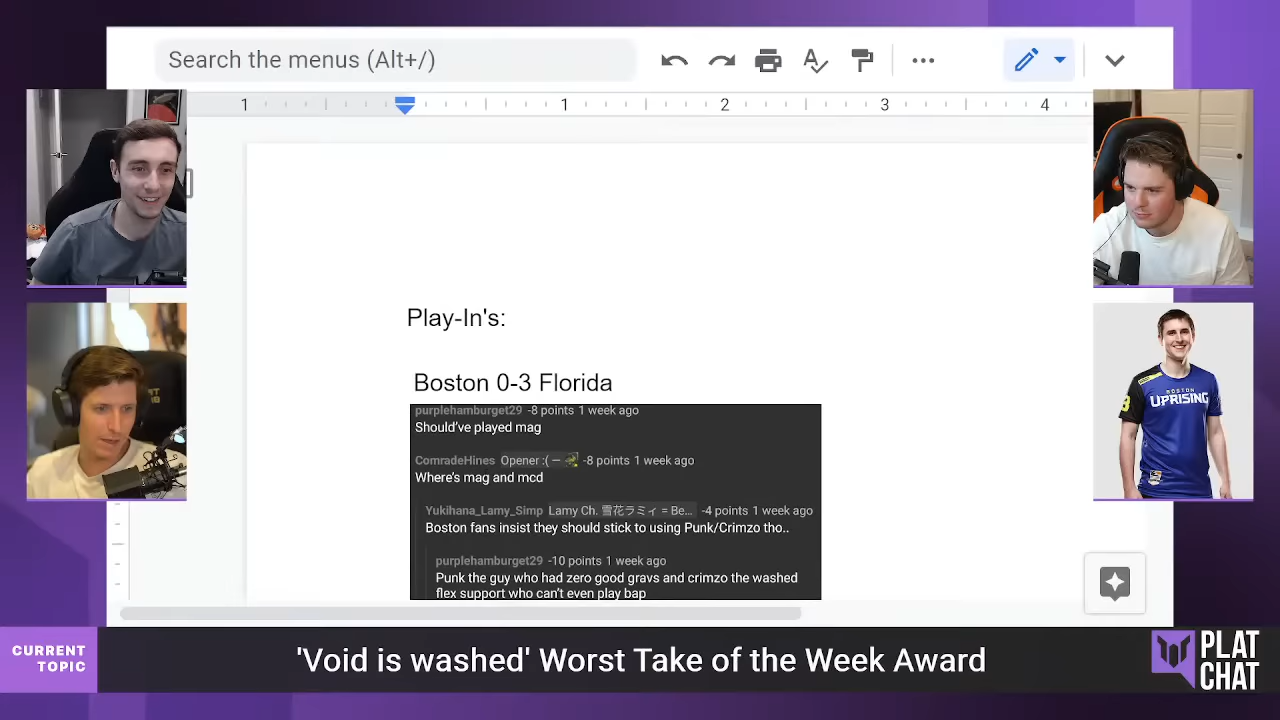 Search the menus (Alt+/)
1 1 2 3 4
Play-In's:
Boston 0-3 Florida
purplehamburget29 -8 points 1 week ago
Should've played mag
ComradeHines Opener :( – -8 points 1 week ago
Where's mag and mcd
Yukihana_Lamy_Simp Lamy Ch. 雪花ラミィ = Be... -4 points 1 week ago
Boston fans insist they should stick to using Punk/Crimzo tho..
purplehamburget29 -10 points 1 week ago
Punk the guy who had zero good gravs and crimzo the washed
flex support who can't even play bap
BOSTON
UPRISING
CURRENT
TOPIC
'Void is washed' Worst Take of the Week Award
PLAT
CHAT